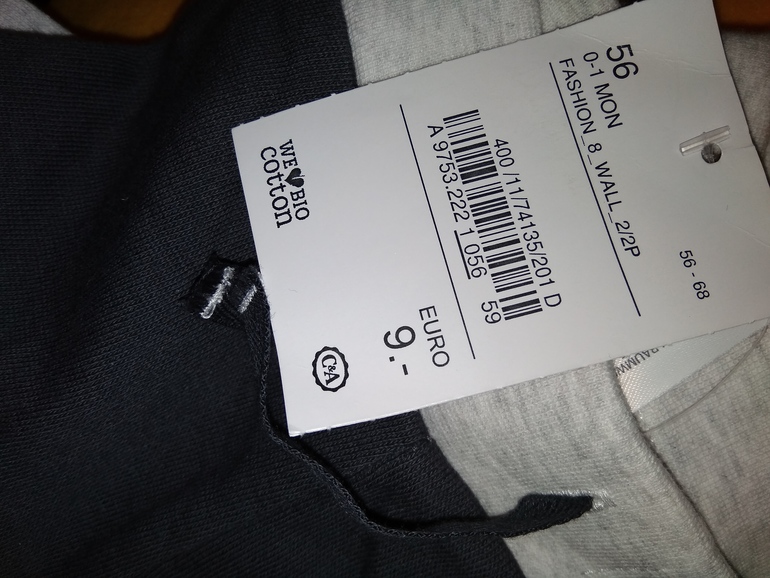 56
0-1 MON
FASHION_8_WALL_2/2P
56 - 68
400 /11/74135/201 D
A 9753.222 1 056 59
EURO
9.-
WE BIO
cotton
C&A